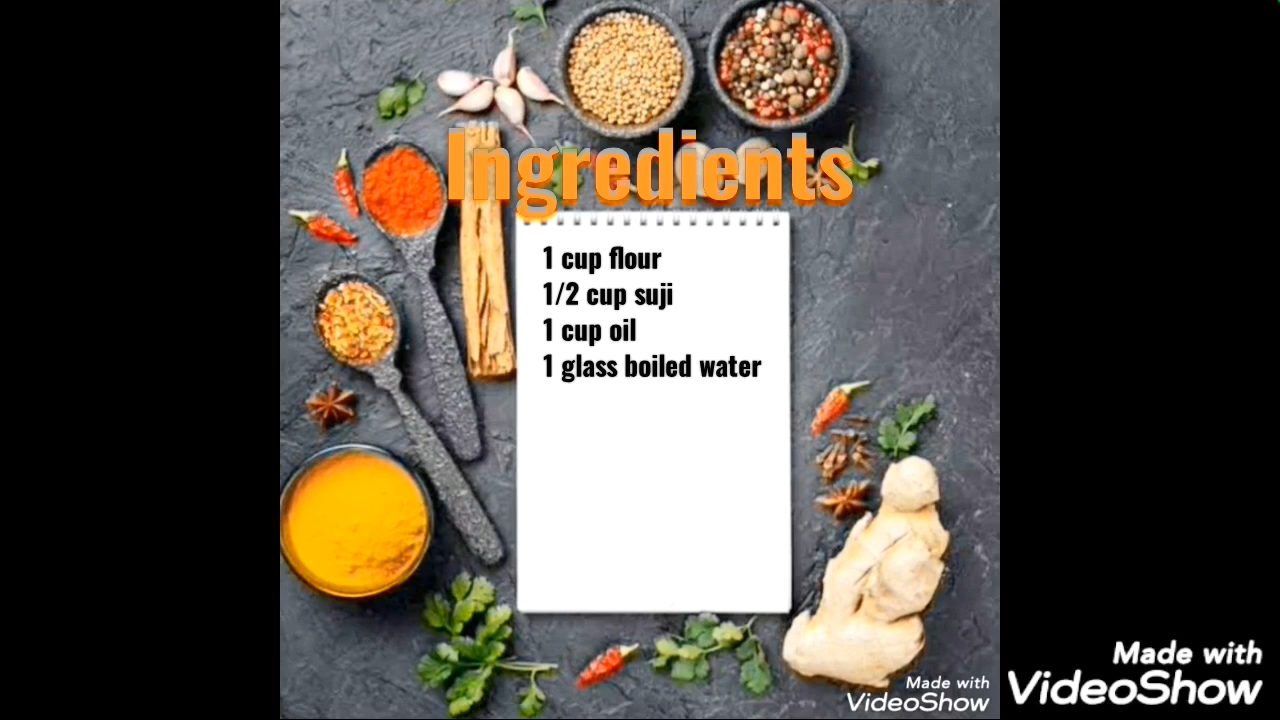 Ingredients
1 cup flour
1/2 cup suji
1 cup oil
1 glass boiled water
Made with
VideoShow
Made with
VideoShow